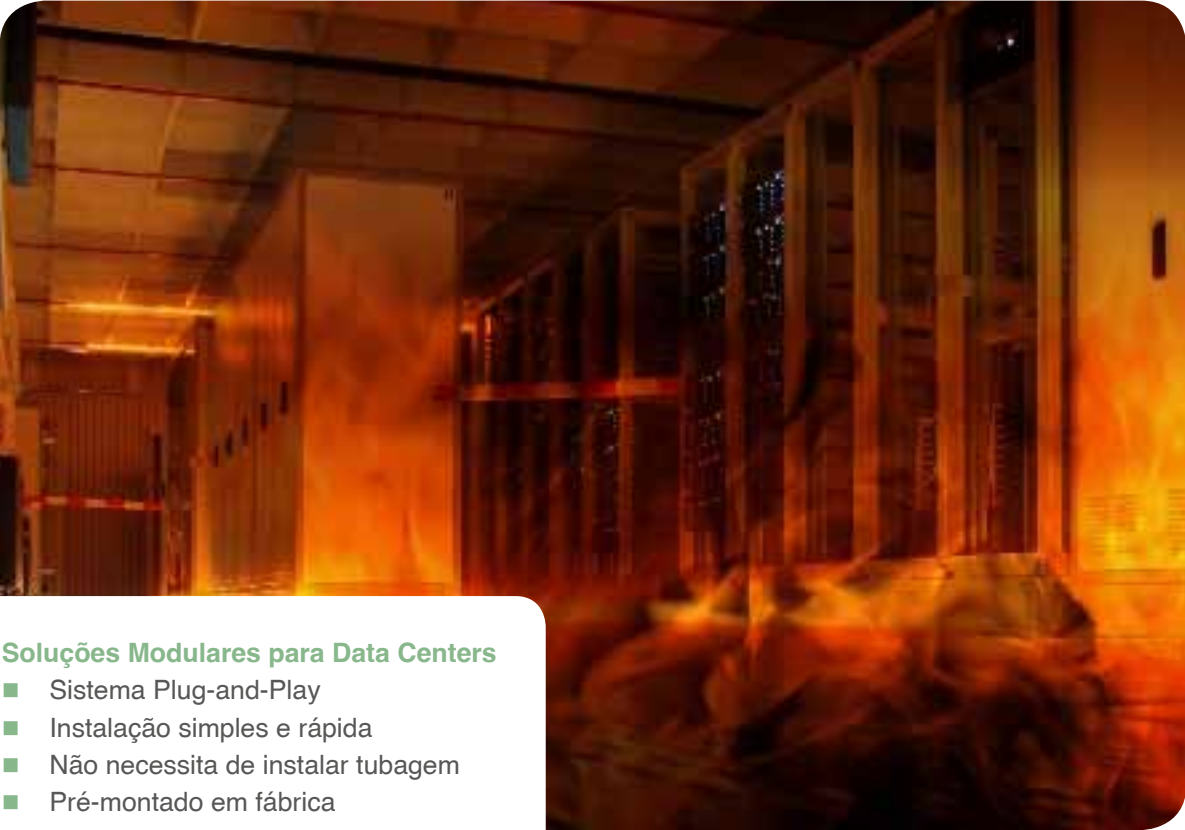 Soluções Modulares para Data Centers
Sistema Plug-and-Play
Instalação simples e rápida
Não necessita de instalar tubagem
Pré-montado em fábrica